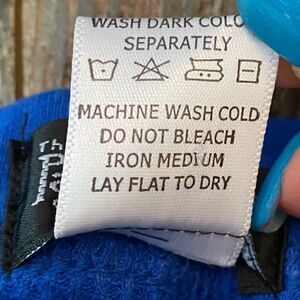 WASH DARK COLO
SEPARATELY
MACHINE WASH COLD
DO NOT BLEACH
IRON MEDIUM
LAY FLAT TO DRY